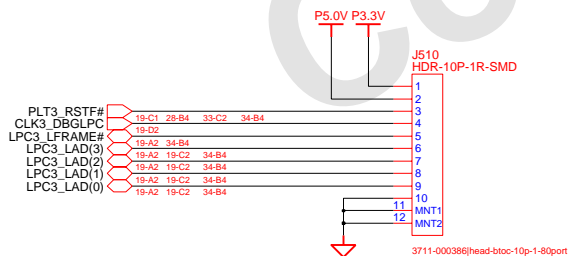 P5.0V P3.3V
J510
HDR-10P-1R-SMD
1
2
PLT3_RSTF# 3
19-C1 28-B4 33-C2 34-B4
CLK3_DBGLPC 4
19-D2
LPC3_LFRAME# 5
19-A2 34-B4
LPC3_LAD(3) 6
19-A2 19-C2 34-B4
LPC3_LAD(2) 7
19-A2 19-C2 34-B4
LPC3_LAD(1) 8
19-A2 19-C2 34-B4
LPC3_LAD(0) 9
19-A2 19-C2 34-B4
10
11 MNT1
12 MNT2
3711-000386|head-btoc-10p-1-80port